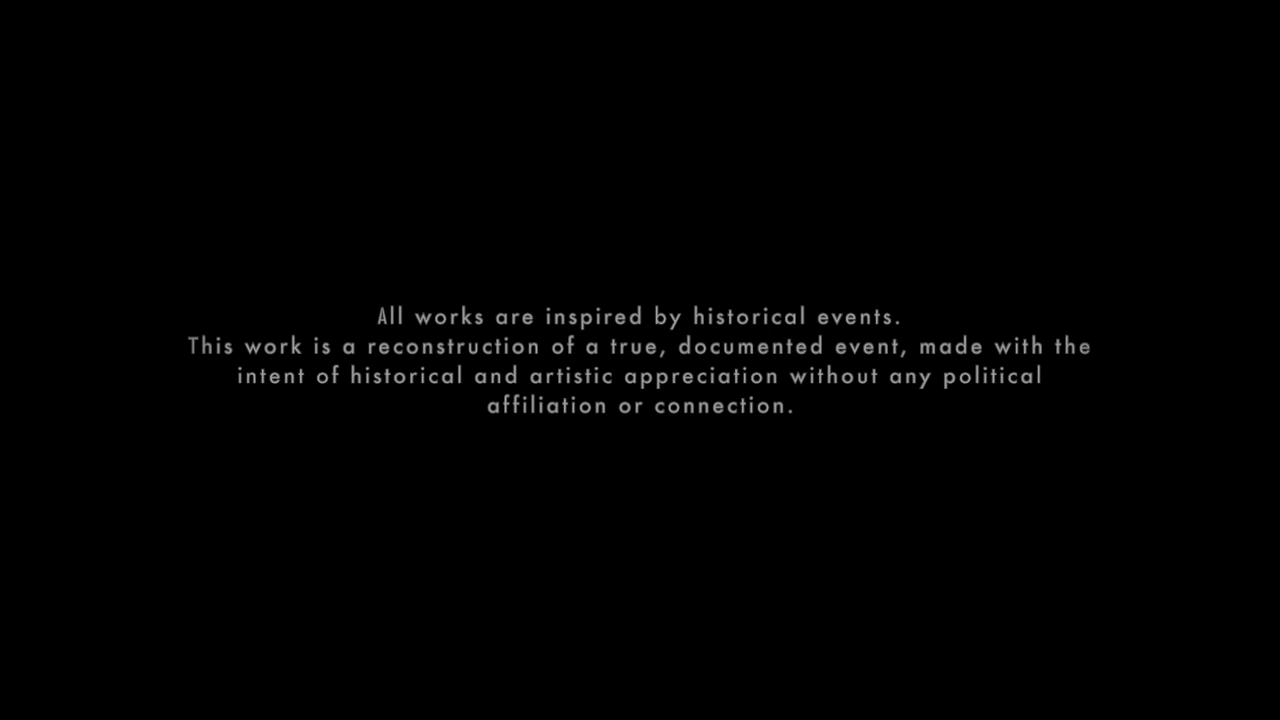 All works are inspired by historical events.
This work is a reconstruction of a true, documented event, made with the
intent of historical and artistic appreciation without any political
affiliation or connection.